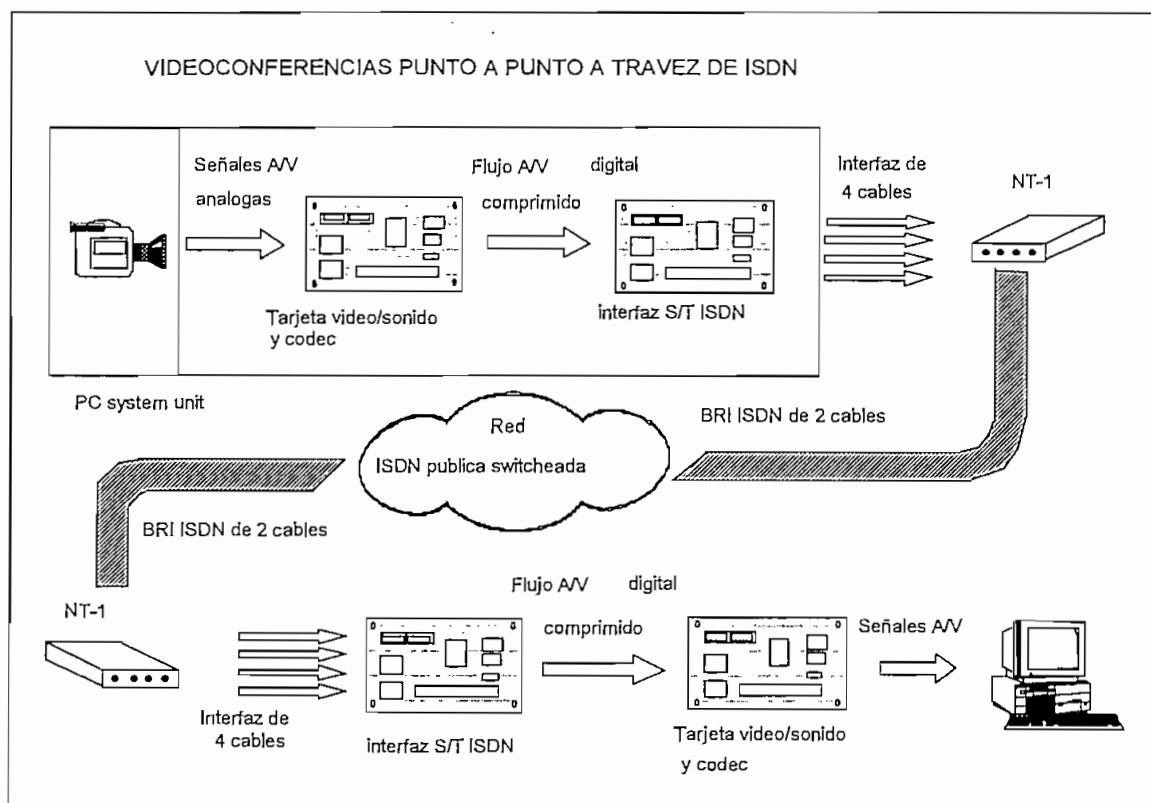 VIDEOCONFERENCIAS PUNTO A PUNTO A TRAVEZ DE ISDN
Señales A/V
analogas
Flujo A/V digital
comprimido
Interfaz de
4 cables
NT-1
Tarjeta video/sonido
y codec
interfaz S/T ISDN
PC system unit
Red
ISDN publica switcheada
BRI ISDN de 2 cables
BRI ISDN de 2 cables
NT-1
Flujo A/V digital
comprimido
Señales A/V
Interfaz de
4 cables
interfaz S/T ISDN
Tarjeta video/sonido
y codec